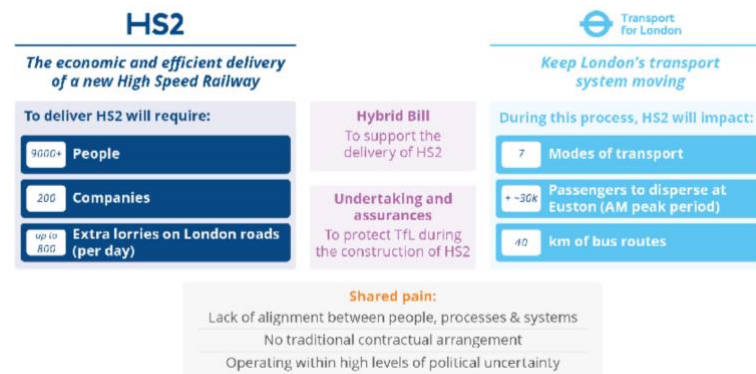 HS2
The economic and efficient delivery
of a new High Speed Railway
To deliver HS2 will require:
9000+ People
200 Companies
up to
800
Extra lorries on London roads
(per day)
Hybrid Bill
To support the
delivery of HS2
Undertaking and
assurances
To protect TfL during
the construction of HS2
Transport
for London
Keep London's transport
system moving
During this process, HS2 will impact:
7 Modes of transport
+ ~30k
Passengers to disperse at
Euston (AM peak period)
40 km of bus routes
Shared pain:
Lack of alignment between people, processes & systems
No traditional contractual arrangement
Operating within high levels of political uncertainty